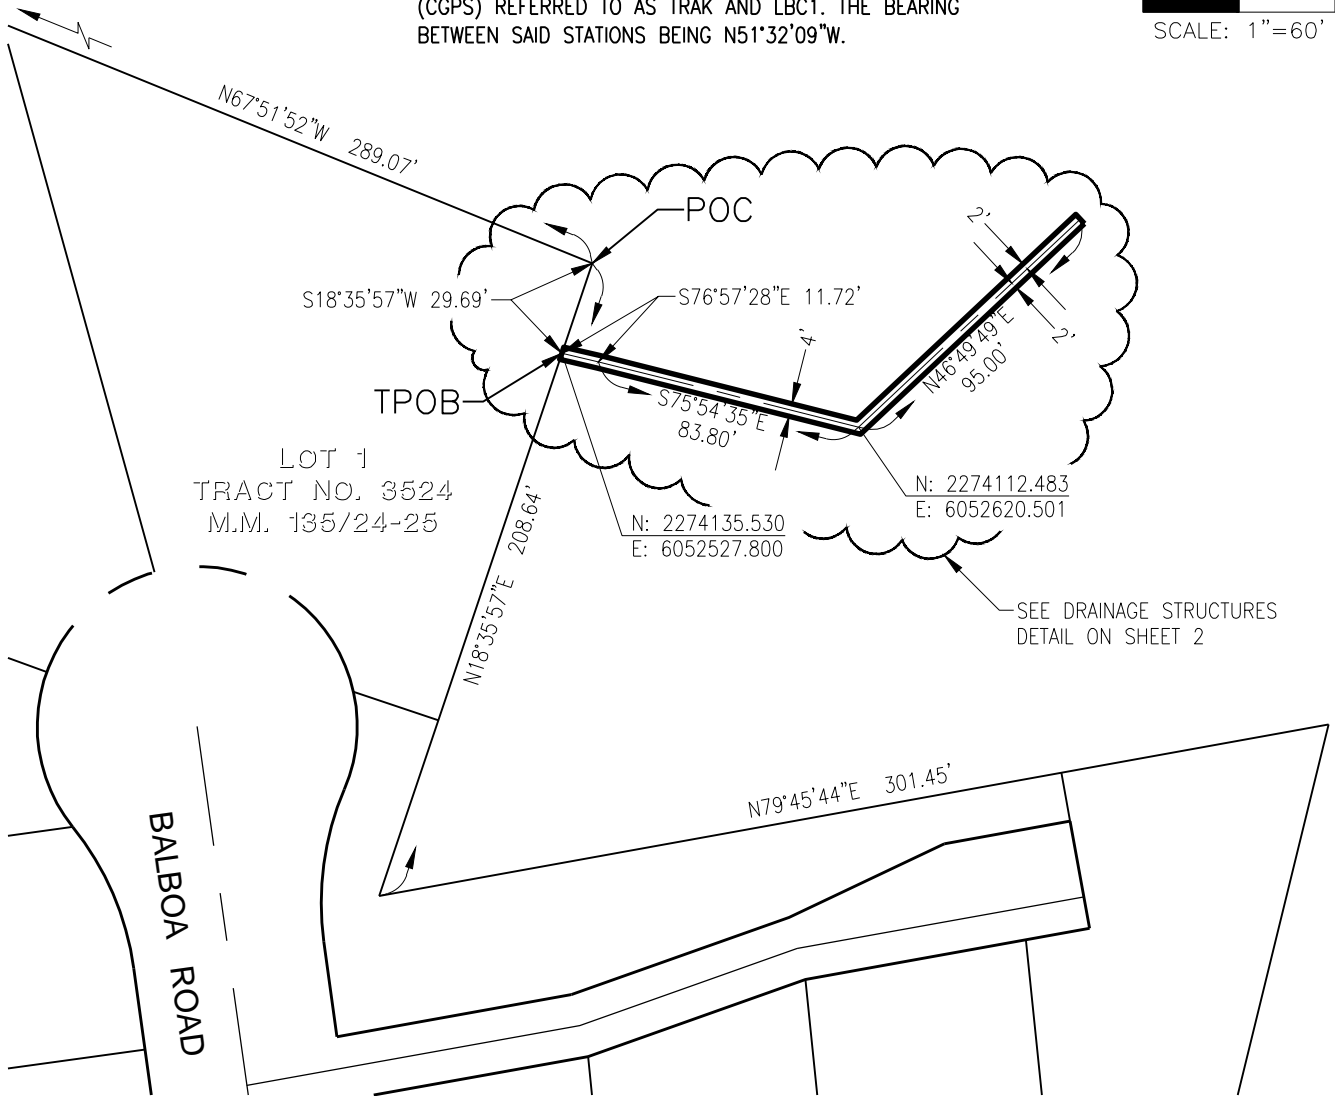 (CGPS) REFERRED TO AS TRAK AND LBC1. THE BEARING
BETWEEN SAID STATIONS BEING N51°32'09"W.
SCALE: 1"=60'
N67°51'52"W 289.07'
POC
2'
S18°35'57"W 29.69'
S76°57'28"E 11.72'
4'
2'
N46°49'49"E
95.00'
TPOB
S75°54'35"E
83.80'
LOT 1
TRACT NO. 3524
M.M. 135/24-25
N: 2274112.483
E: 6052620.501
N: 2274135.530
E: 6052527.800
N18°35'57"E 208.64'
SEE DRAINAGE STRUCTURES
DETAIL ON SHEET 2
N79°45'44"E 301.45'
BALBOA ROAD